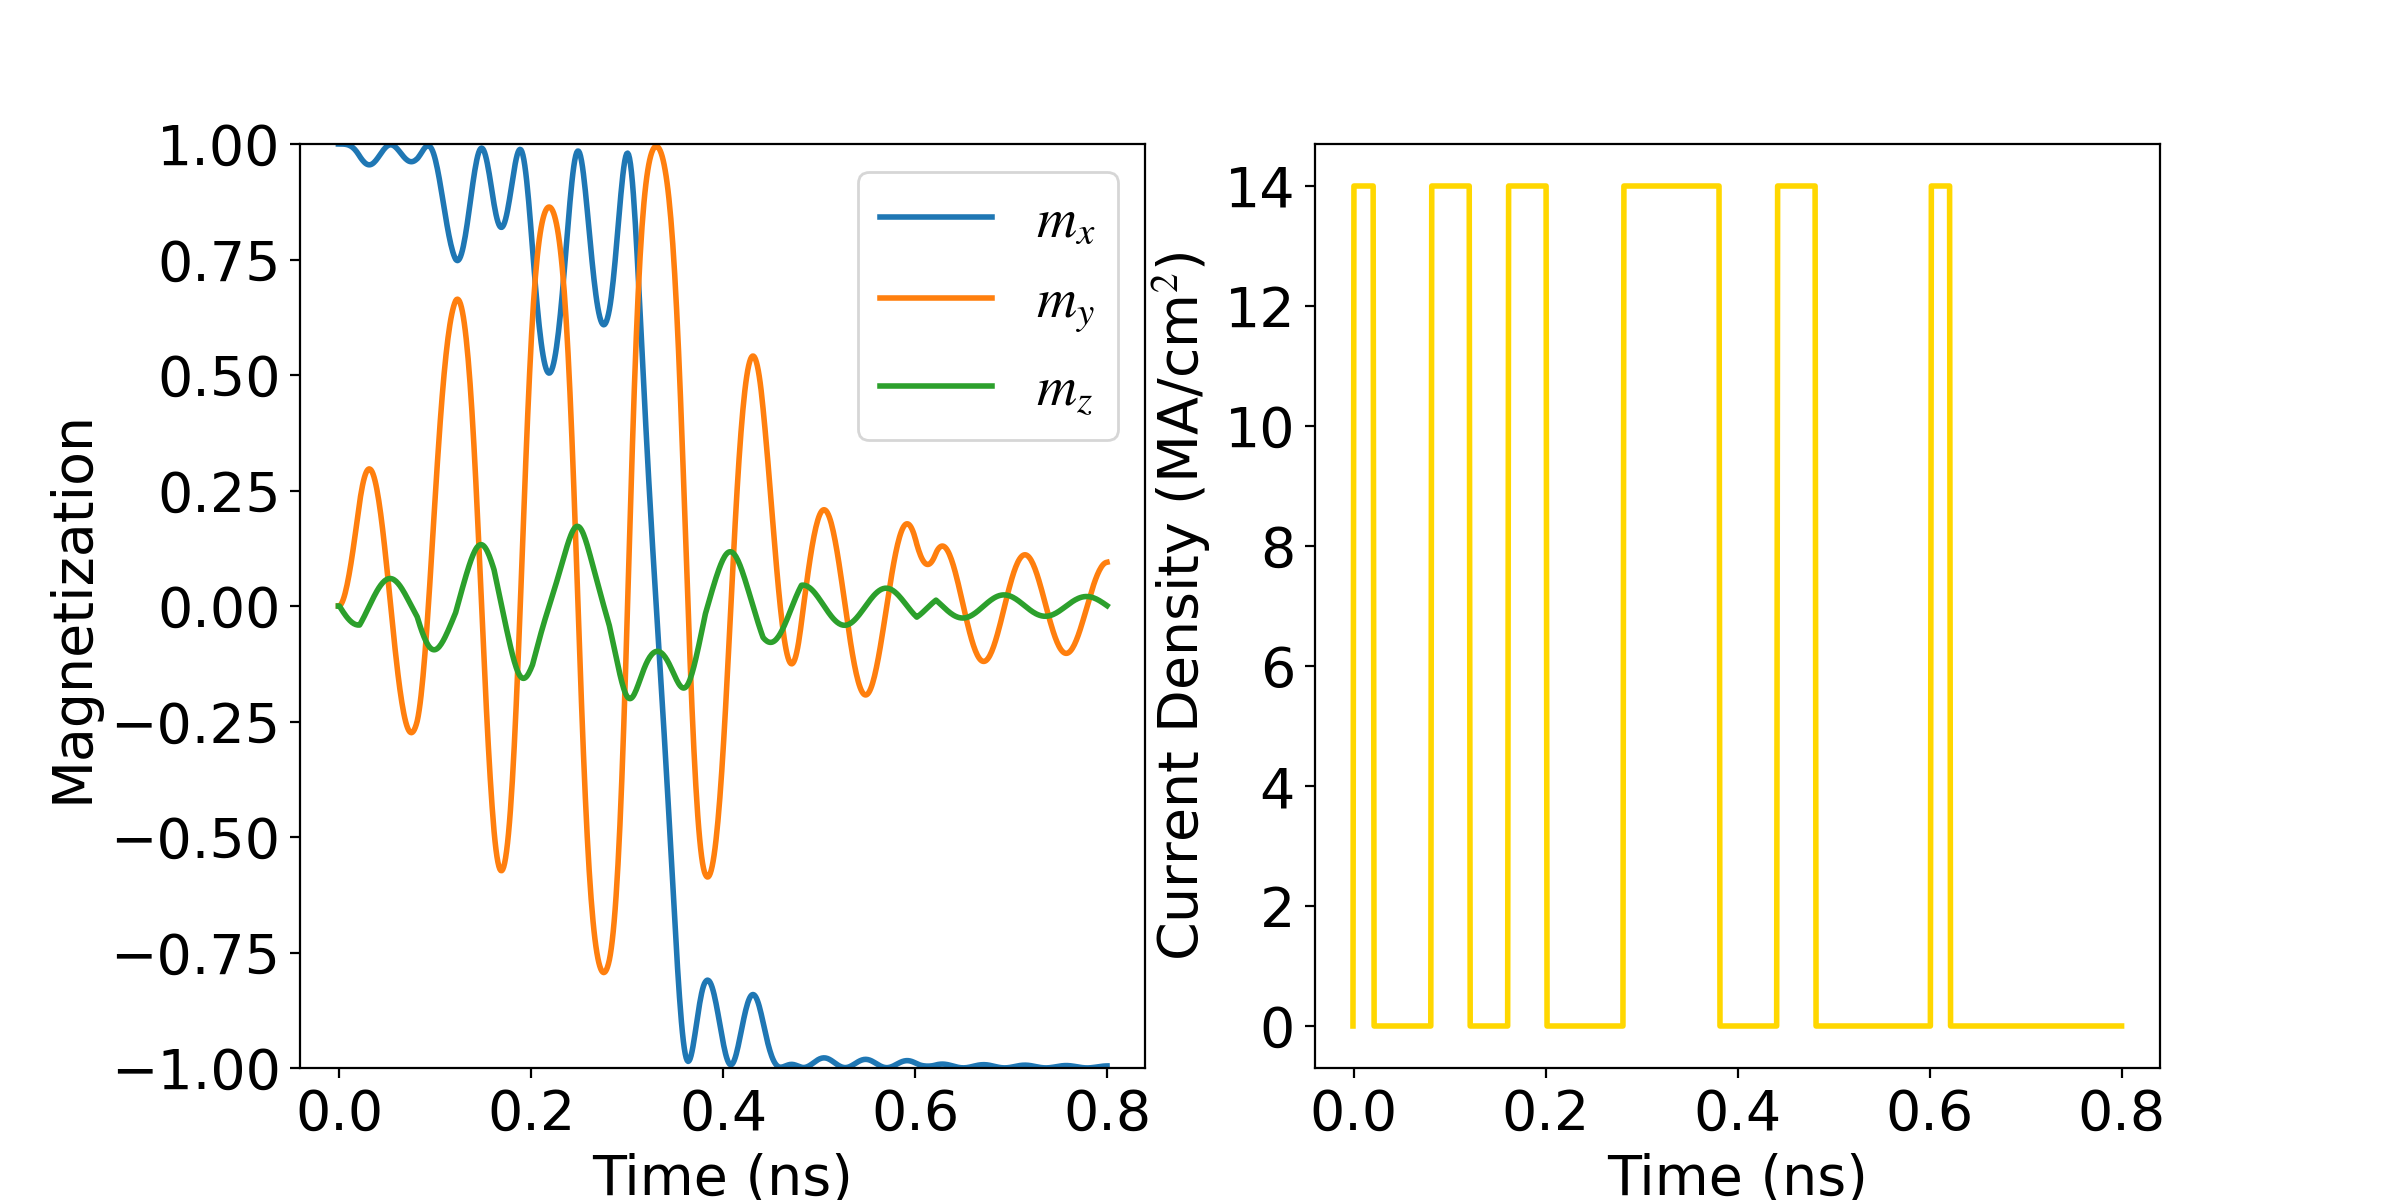 1.00
0.75
0.50
0.25
0.00
−0.25
−0.50
−0.75
−1.00
Magnetization
0.0 0.2 0.4 0.6 0.8
Time (ns)
m_x
m_y
m_z
14
12
10
8
6
4
2
0
Current Density (MA/cm²)
0.0 0.2 0.4 0.6 0.8
Time (ns)